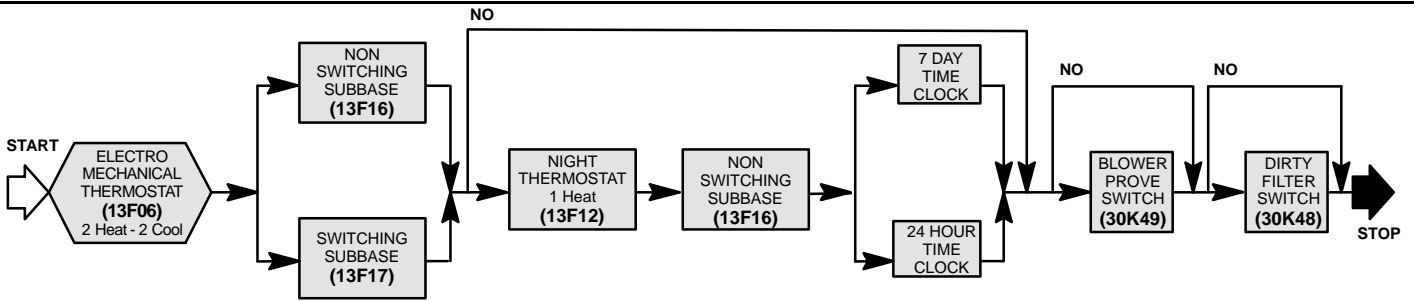 START
ELECTRO
MECHANICAL
THERMOSTAT
(13F06)
2 Heat - 2 Cool
NON
SWITCHING
SUBBASE
(13F16)
SWITCHING
SUBBASE
(13F17)
NO
NIGHT
THERMOSTAT
1 Heat
(13F12)
NON
SWITCHING
SUBBASE
(13F16)
7 DAY
TIME
CLOCK
24 HOUR
TIME
CLOCK
NO
BLOWER
PROVE
SWITCH
(30K49)
NO
DIRTY
FILTER
SWITCH
(30K48)
STOP